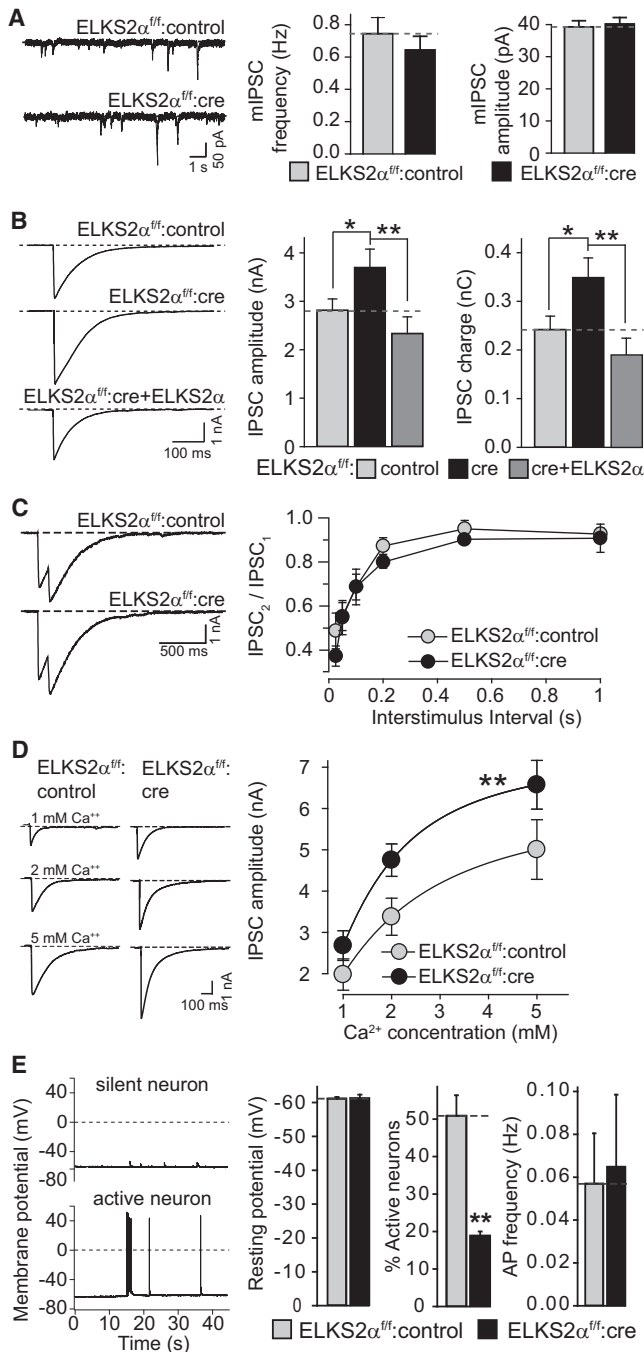 A
ELKS2α^f/f:control
ELKS2α^f/f:cre
1 s
50 pA
mIPSC
frequency (Hz)
0.8
0.6
0.4
0.2
0.0
mIPSC
amplitude (pA)
40
30
20
10
0
ELKS2α^f/f:control
ELKS2α^f/f:cre
B
ELKS2α^f/f:control
ELKS2α^f/f:cre
ELKS2α^f/f:cre+ELKS2α
100 ms
1 nA
IPSC amplitude (nA)
4
3
2
1
0
* **
IPSC charge (nC)
0.4
0.3
0.2
0.1
0.0
* **
ELKS2α^f/f: control cre cre+ELKS2α
C
ELKS2α^f/f:control
ELKS2α^f/f:cre
500 ms
1 nA
IPSC₂ / IPSC₁
1.0
0.8
0.6
0.4
ELKS2α^f/f:control
ELKS2α^f/f:cre
0 0.2 0.4 0.6 0.8 1
Interstimulus Interval (s)
D
ELKS2α^f/f: ELKS2α^f/f:
control cre
1 mM Ca⁺⁺
2 mM Ca⁺⁺
5 mM Ca⁺⁺
100 ms
1 nA
IPSC amplitude (nA)
7
6
5
4
3
2
**
ELKS2α^f/f:control
ELKS2α^f/f:cre
1 2 3 4 5
Ca²⁺ concentration (mM)
E
Membrane potential (mV)
silent neuron
60
40
0
-40
-80
active neuron
60
40
0
-40
-80
0 10 20 30 40
Time (s)
Resting potential (mV)
-60
-50
-40
-30
-20
-10
0
% Active neurons
50
40
30
20
10
0
**
AP frequency (Hz)
0.10
0.08
0.06
0.04
0.02
0.00
ELKS2α^f/f:control
ELKS2α^f/f:cre